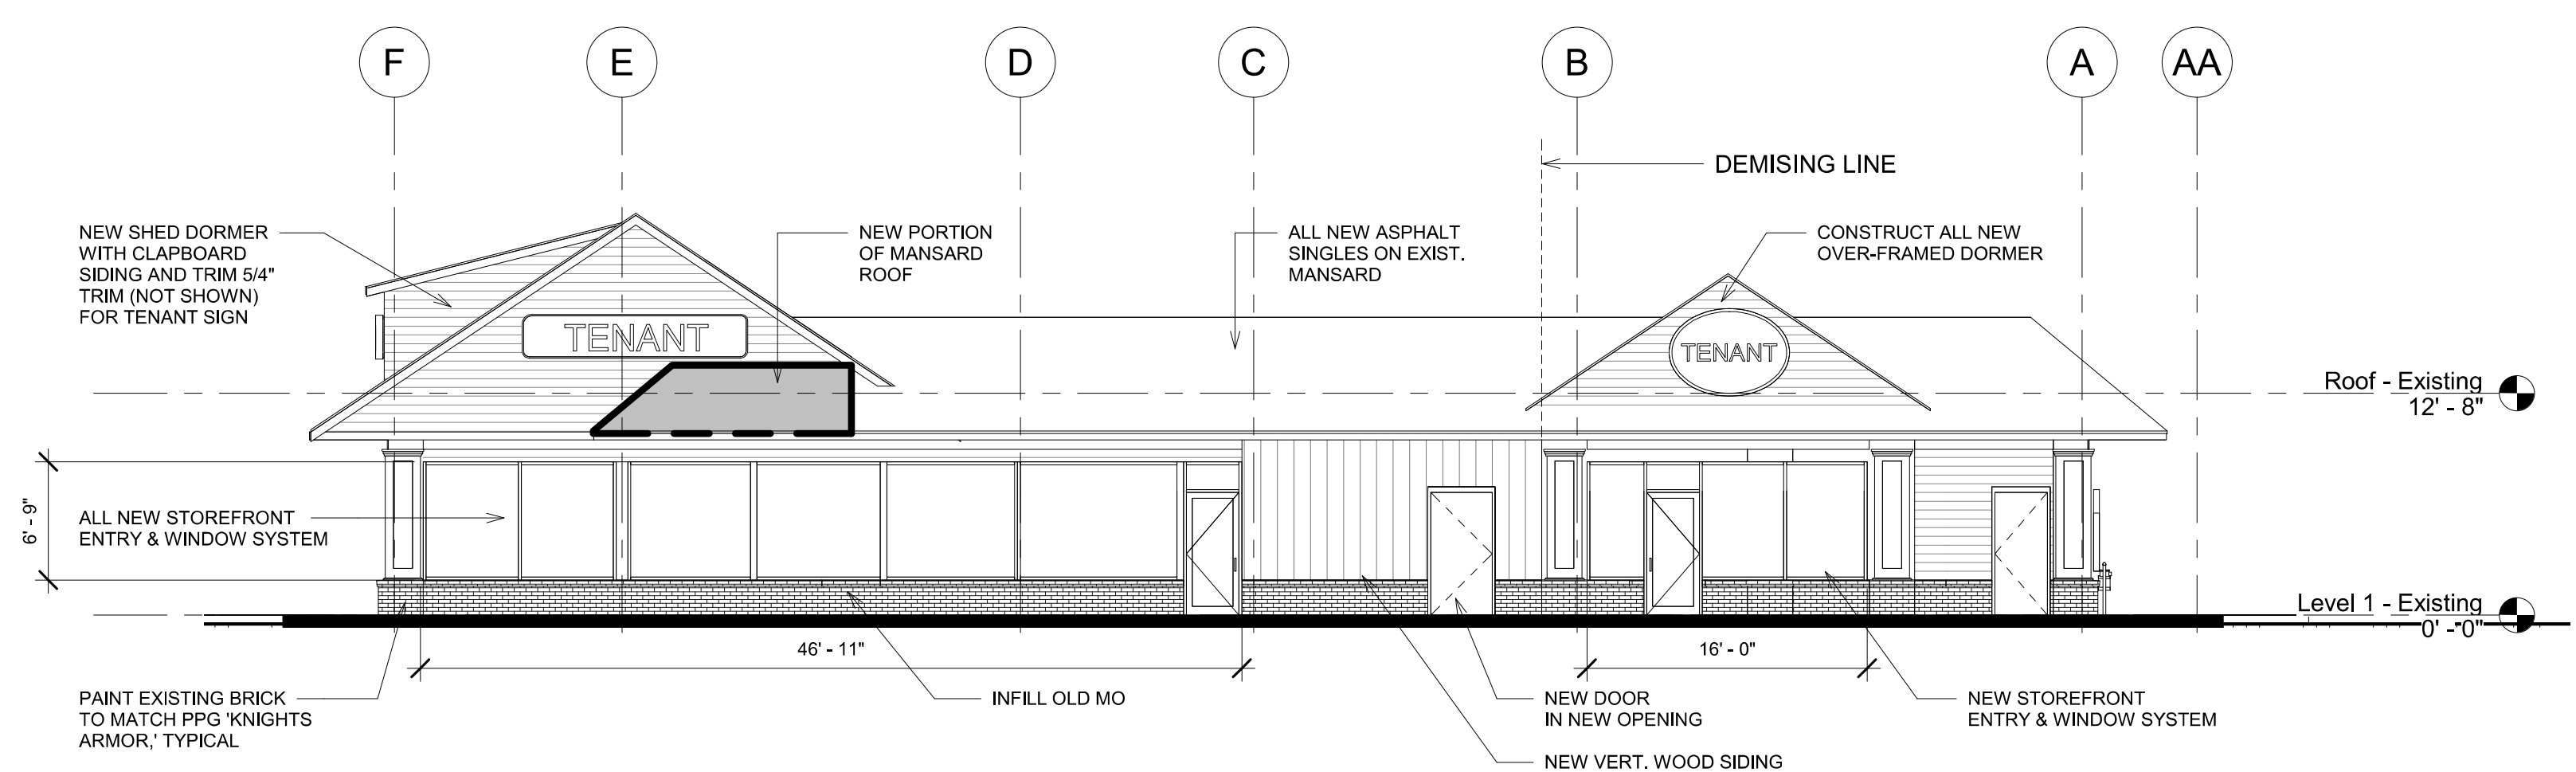 F
E
D
C
B
A
AA
DEMISING LINE
NEW SHED DORMER
WITH CLAPBOARD
SIDING AND TRIM 5/4"
TRIM (NOT SHOWN)
FOR TENANT SIGN
NEW PORTION
OF MANSARD
ROOF
ALL NEW ASPHALT
SINGLES ON EXIST.
MANSARD
CONSTRUCT ALL NEW
OVER-FRAMED DORMER
TENANT
TENANT
Roof - Existing
12' - 8"
6' - 9"
ALL NEW STOREFRONT
ENTRY & WINDOW SYSTEM
Level 1 - Existing
0' - 0"
46' - 11"
16' - 0"
PAINT EXISTING BRICK
TO MATCH PPG 'KNIGHTS
ARMOR,' TYPICAL
INFILL OLD MO
NEW DOOR
IN NEW OPENING
NEW STOREFRONT
ENTRY & WINDOW SYSTEM
NEW VERT. WOOD SIDING